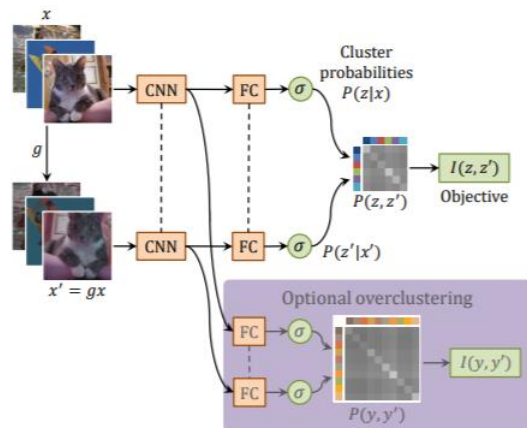 x
Cluster
probabilities
P(z|x)
CNN
FC
σ
g
P(z, z′)
I(z, z′)
Objective
CNN
FC
σ
P(z′|x′)
x′ = gx
Optional overclustering
FC
σ
I(y, y′)
FC
σ
P(y, y′)